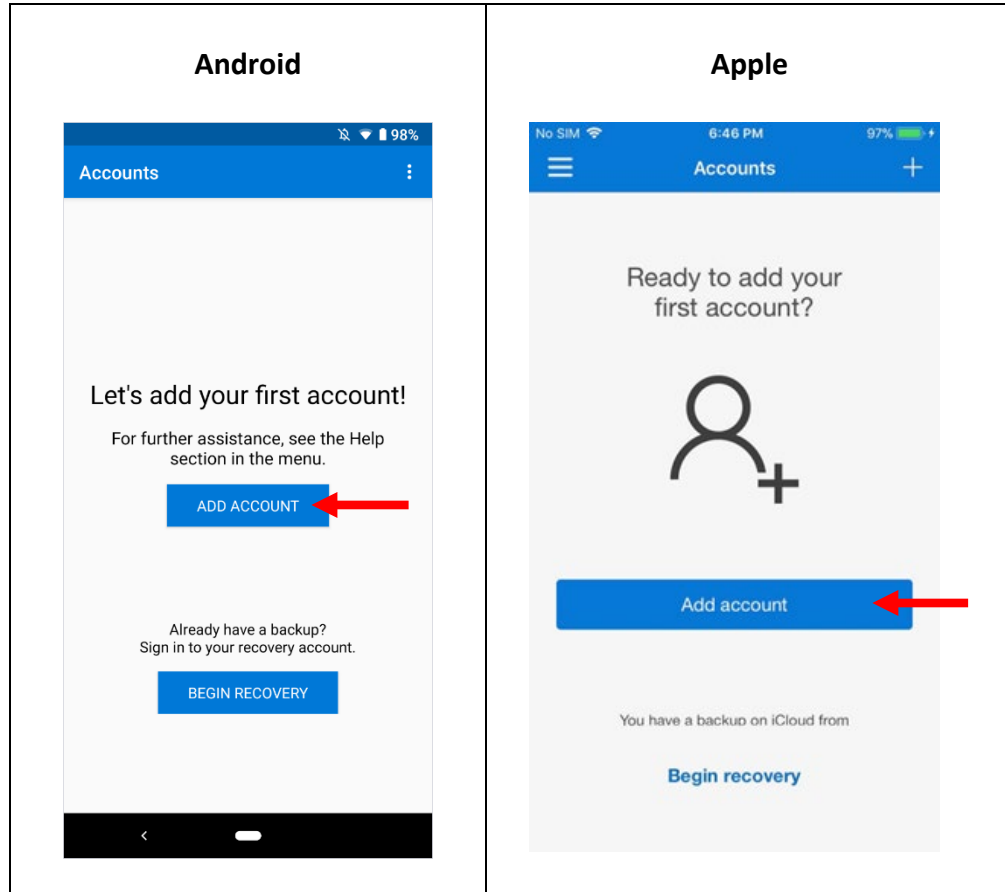 Android
98%
Accounts
Let's add your first account!
For further assistance, see the Help
section in the menu.
ADD ACCOUNT
Already have a backup?
Sign in to your recovery account.
BEGIN RECOVERY
Apple
No SIM 6:46 PM 97%
Accounts
Ready to add your
first account?
Add account
You have a backup on iCloud from
Begin recovery